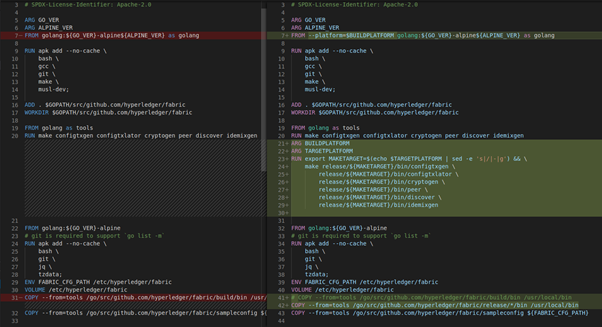 2 # SPDX-License-Identifier: Apache-2.0
3
4
5 ARG GO_VER
6 ARG ALPINE_VER
7 - FROM golang:${GO_VER}-alpine${ALPINE_VER} as golang
8
9 RUN apk add --no-cache \
10 bash \
11 gcc \
12 git \
13 make \
14 musl-dev;
15
16 ADD . $GOPATH/src/github.com/hyperledger/fabric
17 WORKDIR $GOPATH/src/github.com/hyperledger/fabric
18
19 FROM golang as tools
20 RUN make configtxgen configtxlator cryptogen peer discover idemixgen
21
22 FROM golang:${GO_VER}-alpine
23 # git is required to support `go list -m`
24 RUN apk add --no-cache \
25 bash \
26 git \
27 jq \
28 tzdata;
29 ENV FABRIC_CFG_PATH /etc/hyperledger/fabric
30 VOLUME /etc/hyperledger/fabric
31 - COPY --from=tools /go/src/github.com/hyperledger/fabric/build/bin /usr/
32 COPY --from=tools /go/src/github.com/hyperledger/fabric/sampleconfig
33
3 # SPDX-License-Identifier: Apache-2.0
4
5 ARG GO_VER
6 ARG ALPINE_VER
7 + FROM --platform=$BUILDPLATFORM golang:${GO_VER}-alpine${ALPINE_VER} as golang
8
9 RUN apk add --no-cache \
10 bash \
11 gcc \
12 git \
13 make \
14 musl-dev;
15
16 ADD . $GOPATH/src/github.com/hyperledger/fabric
17 WORKDIR $GOPATH/src/github.com/hyperledger/fabric
18
19 FROM golang as tools
20 RUN make configtxgen configtxlator cryptogen peer discover idemixgen
21 + ARG BUILDPLATFORM
22 + ARG TARGETPLATFORM
23 + RUN export MAKETARGET=$(echo $TARGETPLATFORM | sed -e 's|/|-|g') && \
24 + make release/${MAKETARGET}/bin/configtxgen \
25 + release/${MAKETARGET}/bin/configtxlator \
26 + release/${MAKETARGET}/bin/cryptogen \
27 + release/${MAKETARGET}/bin/peer \
28 + release/${MAKETARGET}/bin/discover \
29 + release/${MAKETARGET}/bin/idemixgen
30 +
31
32 FROM golang:${GO_VER}-alpine
33 # git is required to support `go list -m`
34 RUN apk add --no-cache \
35 bash \
36 git \
37 jq \
38 tzdata;
39 ENV FABRIC_CFG_PATH /etc/hyperledger/fabric
40 VOLUME /etc/hyperledger/fabric
41 + # COPY --from=tools /go/src/github.com/hyperledger/fabric/build/bin /usr/local/bin
42 + COPY --from=tools /go/src/github.com/hyperledger/fabric/release/*/bin /usr/local/bin
43 COPY --from=tools /go/src/github.com/hyperledger/fabric/sampleconfig ${FABRIC_CFG_PATH}
44